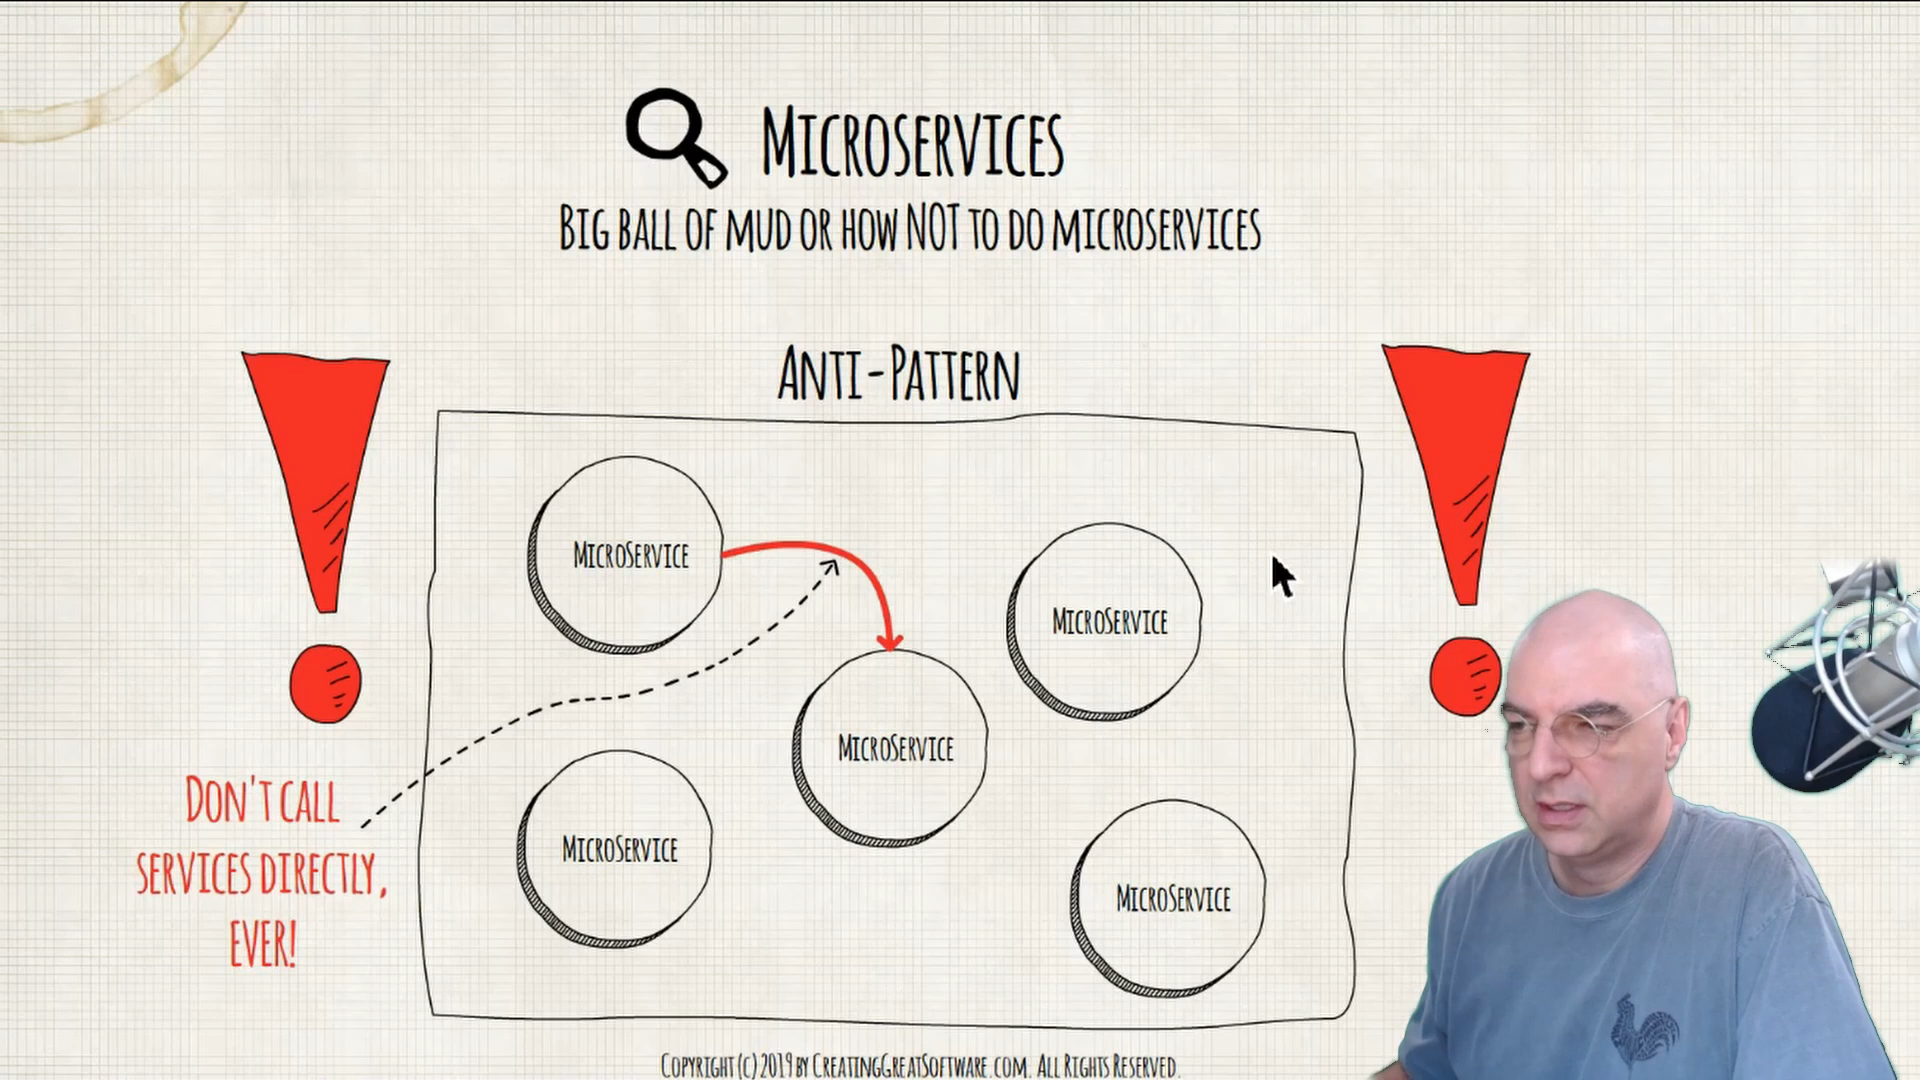 Microservices
Big ball of mud or how NOT to do microservices
Anti-Pattern
MicroService
MicroService
MicroService
MicroService
MicroService
Don't call
services directly,
ever!
Copyright (c) 2019 by CreatingGreatSoftware.com. All Rights Reserved.